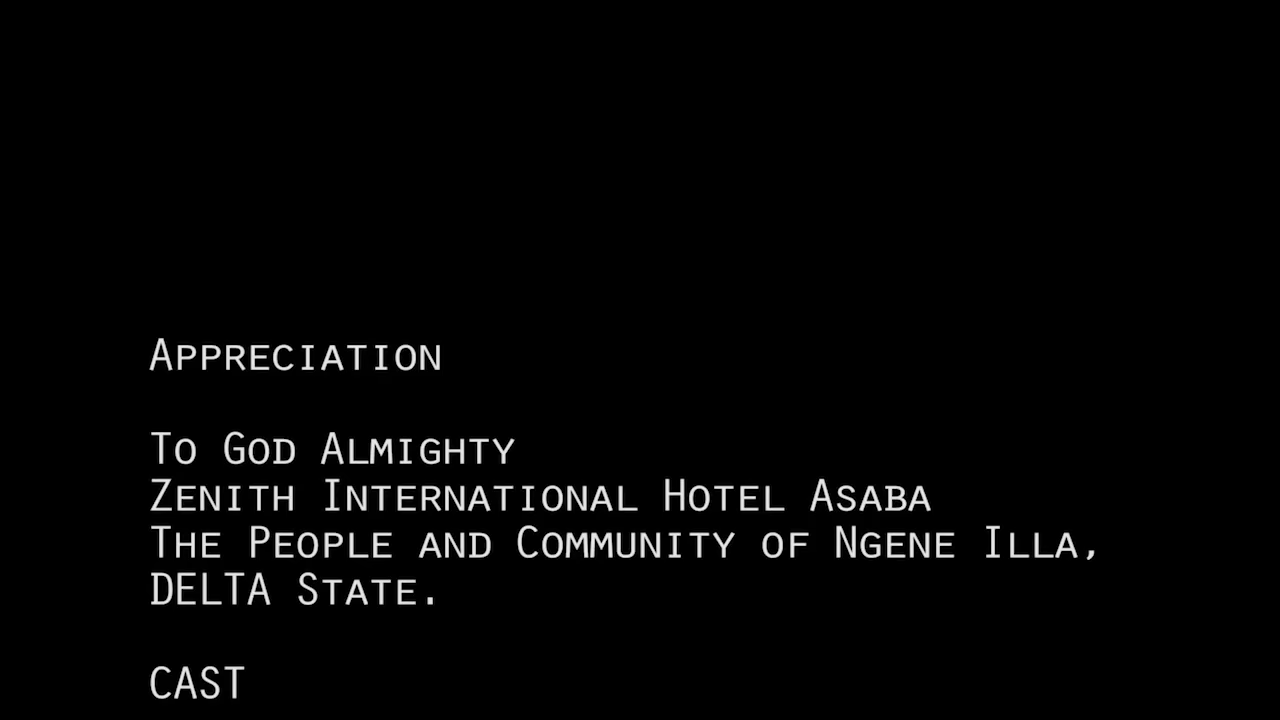 Appreciation
To God Almighty
Zenith International Hotel Asaba
The People and Community of Ngene Illa,
DELTA State.
CAST